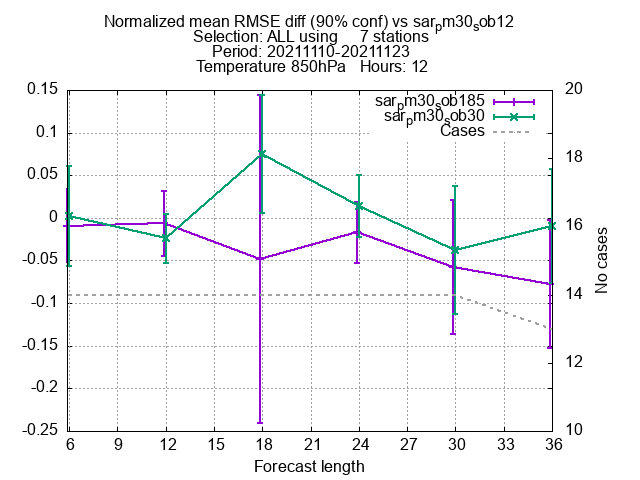 Normalized mean RMSE diff (90% conf) vs sarpm30sob12
Selection: ALL using 7 stations
Period: 20211110-20211123
Temperature 850hPa Hours: 12
sarpm30sob185
sarpm30sob30
Cases
0.15
0.1
0.05
0
-0.05
-0.1
-0.15
-0.2
-0.25
20
18
16
14
12
10
No cases
6 9 12 15 18 21 24 27 30 33 36
Forecast length